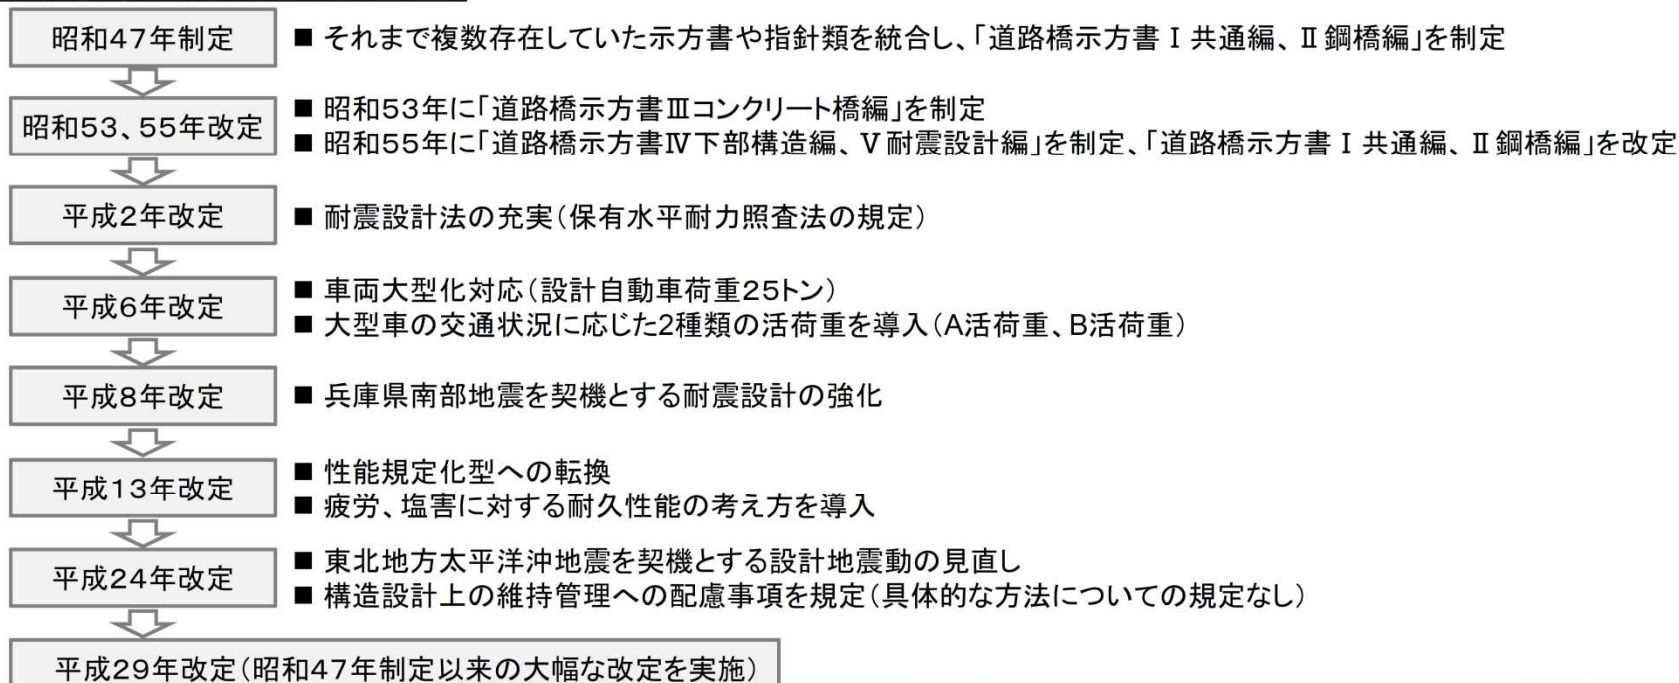 昭和47年制定
■ それまで複数存在していた示方書や指針類を統合し、「道路橋示方書Ⅰ共通編、Ⅱ鋼橋編」を制定
昭和53、55年改定
■ 昭和53年に「道路橋示方書Ⅲコンクリート橋編」を制定
■ 昭和55年に「道路橋示方書Ⅳ下部構造編、Ⅴ耐震設計編」を制定、「道路橋示方書Ⅰ共通編、Ⅱ鋼橋編」を改定
平成2年改定
■ 耐震設計法の充実（保有水平耐力照査法の規定）
平成6年改定
■ 車両大型化対応（設計自動車荷重25トン）
■ 大型車の交通状況に応じた2種類の活荷重を導入（A活荷重、B活荷重）
平成8年改定
■ 兵庫県南部地震を契機とする耐震設計の強化
平成13年改定
■ 性能規定化型への転換
■ 疲労、塩害に対する耐久性能の考え方を導入
平成24年改定
■ 東北地方太平洋沖地震を契機とする設計地震動の見直し
■ 構造設計上の維持管理への配慮事項を規定（具体的な方法についての規定なし）
平成29年改定（昭和47年制定以来の大幅な改定を実施）